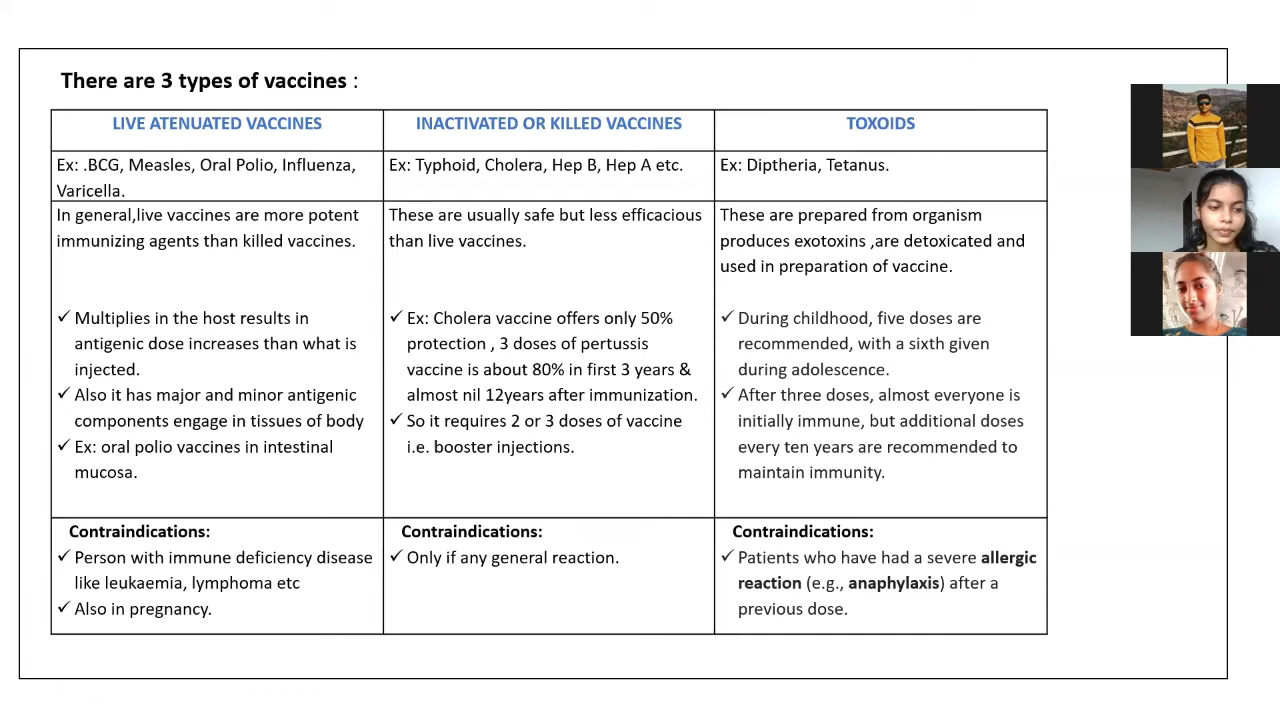 There are 3 types of vaccines :
LIVE ATENUATED VACCINES
INACTIVATED OR KILLED VACCINES
TOXOIDS
Ex: .BCG, Measles, Oral Polio, Influenza,
Varicella.
Ex: Typhoid, Cholera, Hep B, Hep A etc.
Ex: Diptheria, Tetanus.
In general,live vaccines are more potent
immunizing agents than killed vaccines.
✓ Multiplies in the host results in
antigenic dose increases than what is
injected.
✓ Also it has major and minor antigenic
components engage in tissues of body
✓ Ex: oral polio vaccines in intestinal
mucosa.
These are usually safe but less efficacious
than live vaccines.
✓ Ex: Cholera vaccine offers only 50%
protection , 3 doses of pertussis
vaccine is about 80% in first 3 years &
almost nil 12years after immunization.
✓ So it requires 2 or 3 doses of vaccine
i.e. booster injections.
These are prepared from organism
produces exotoxins ,are detoxicated and
used in preparation of vaccine.
✓ During childhood, five doses are
recommended, with a sixth given
during adolescence.
✓ After three doses, almost everyone is
initially immune, but additional doses
every ten years are recommended to
maintain immunity.
Contraindications:
✓ Person with immune deficiency disease
like leukaemia, lymphoma etc
✓ Also in pregnancy.
Contraindications:
✓ Only if any general reaction.
Contraindications:
✓ Patients who have had a severe allergic
reaction (e.g., anaphylaxis) after a
previous dose.